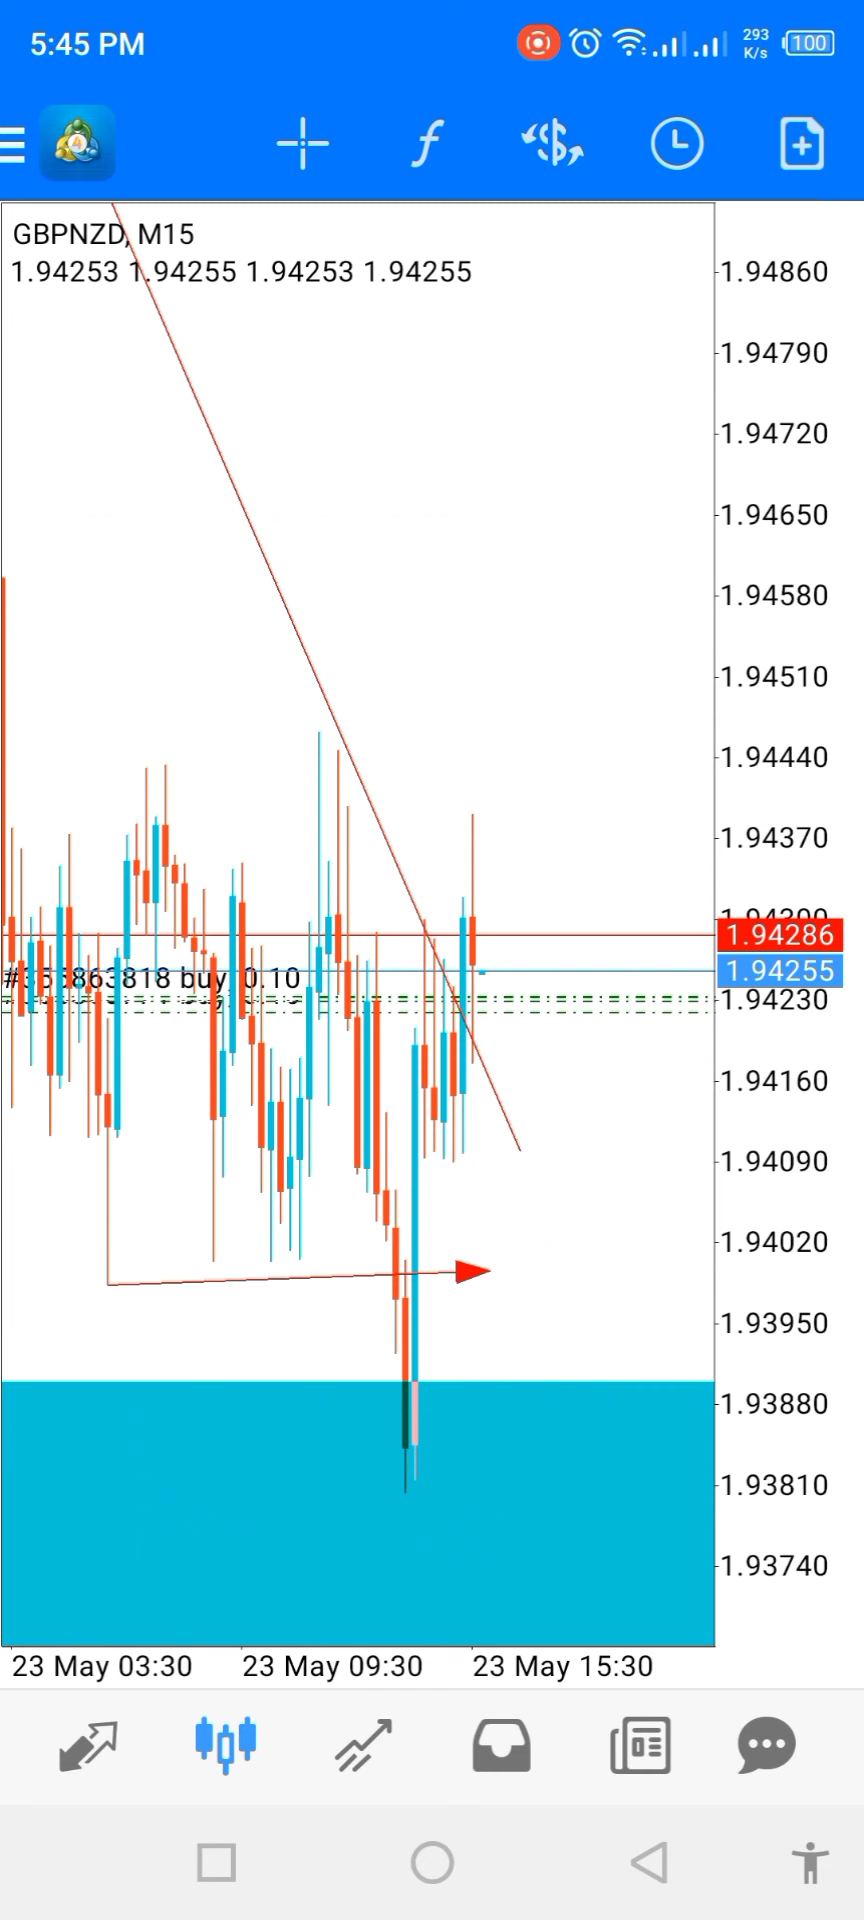 5:45 PM
293
K/s
100
4
GBPNZD, M15
1.94253 1.94255 1.94253 1.94255
1.94860
1.94790
1.94720
1.94650
1.94580
1.94510
1.94440
1.94370
1.94300
1.94286
1.94255
buy, 0.10
1.94230
1.94160
1.94090
1.94020
1.93950
1.93880
1.93810
1.93740
23 May 03:30
23 May 09:30
23 May 15:30